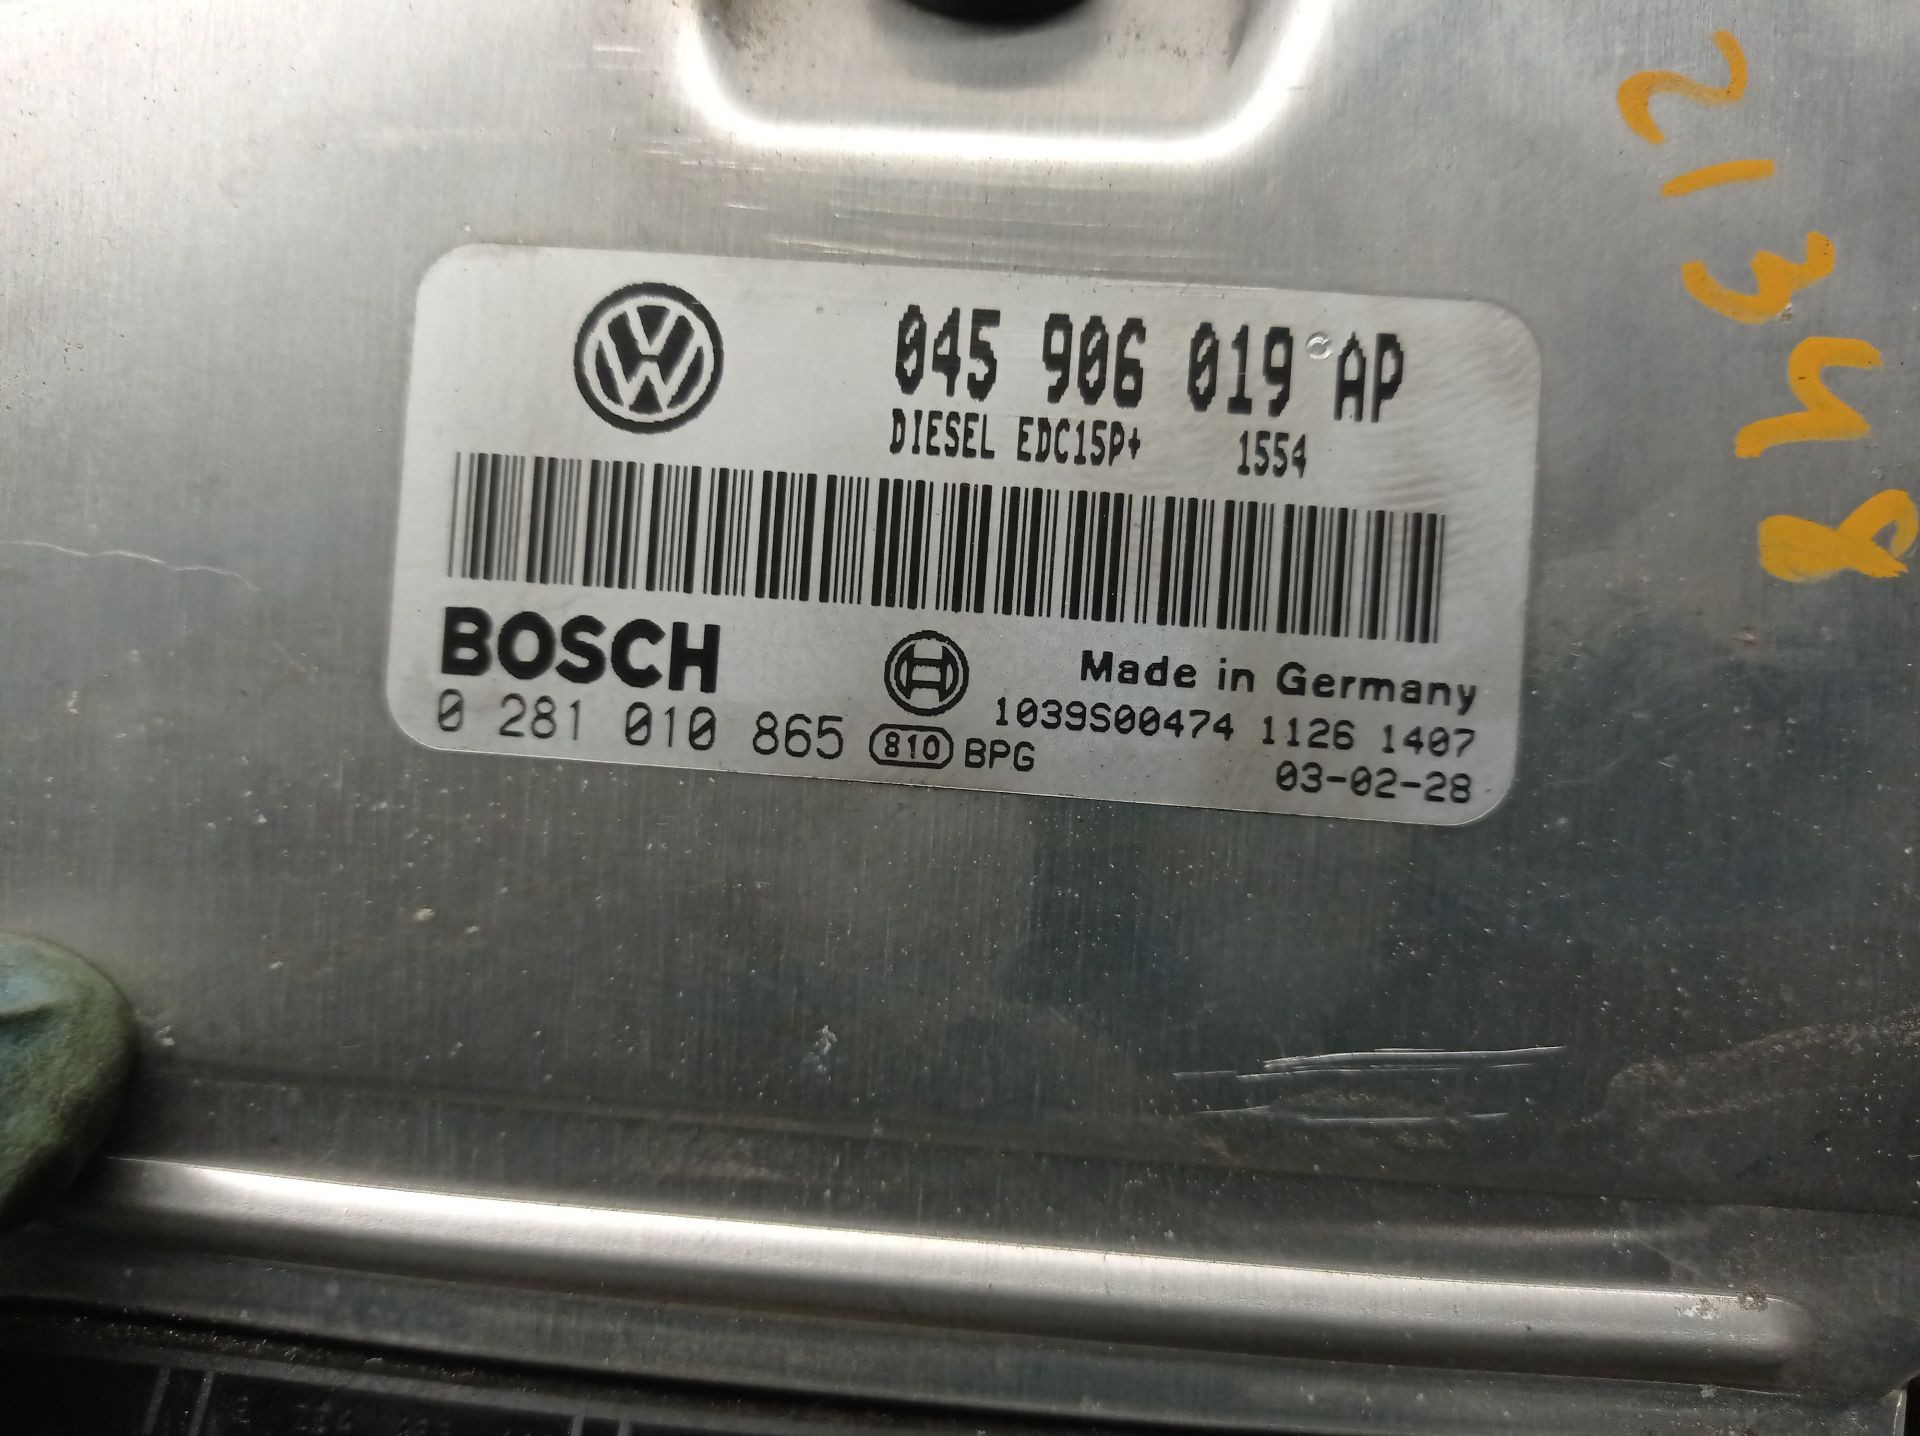 045 906 019 AP
DIESEL EDC15P+ 1554
BOSCH
Made in Germany
0 281 010 865
1039S00474 1126 1407
810 BPG
03-02-28
21348